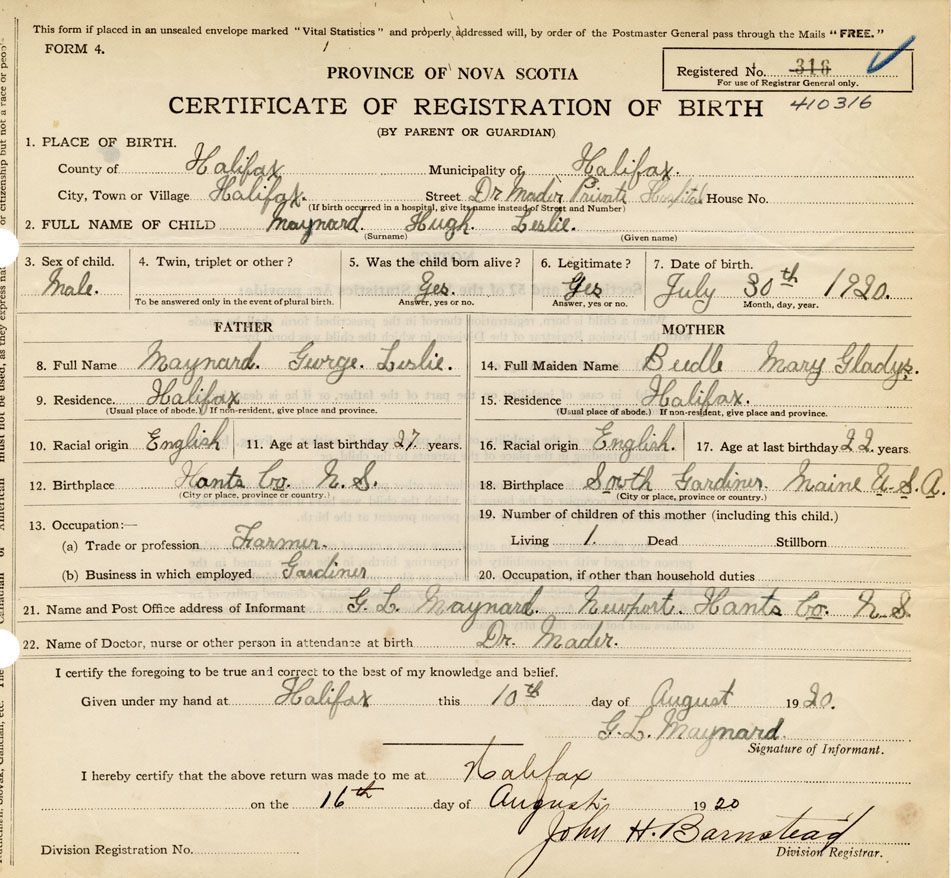 This form if placed in an unsealed envelope marked "Vital Statistics" and properly addressed will, by order of the Postmaster General pass through the Mails "FREE."
FORM 4.
PROVINCE OF NOVA SCOTIA
Registered No. 316
For use of Registrar General only.
CERTIFICATE OF REGISTRATION OF BIRTH 410316
(BY PARENT OR GUARDIAN)
1. PLACE OF BIRTH.
County of Halifax Municipality of Halifax.
City, Town or Village Halifax. Street Dr Mader Private Hospital House No.
(If birth occurred in a hospital, give its name instead of Street and Number)
2. FULL NAME OF CHILD Maynard. Hugh. Leslie.
(Surname) (Given name)
3. Sex of child. 4. Twin, triplet or other? 5. Was the child born alive? 6. Legitimate? 7. Date of birth.
Male. Yes. Yes July 30th 1920.
To be answered only in the event of plural birth. Answer, yes or no. Answer, yes or no. Month, day, year.
FATHER MOTHER
8. Full Name Maynard. George. Leslie. 14. Full Maiden Name Beedle Mary Gladys.
9. Residence. Halifax 15. Residence Halifax.
(Usual place of abode.) If non-resident, give place and province. (Usual place of abode.) If non-resident, give place and province.
10. Racial origin English 11. Age at last birthday 27. years. 16. Racial origin English. 17. Age at last birthday 22. years
12. Birthplace Hants Co. N. S. 18. Birthplace South Gardiner. Maine U. S. A.
(City or place, province or country.) (City or place, province or country.)
19. Number of children of this mother (including this child.)
13. Occupation:—
(a) Trade or profession Farmer. Living 1. Dead Stillborn
(b) Business in which employed Gardiner 20. Occupation, if other than household duties
21. Name and Post Office address of Informant G. L. Maynard. Newport. Hants Co. N. S.
22. Name of Doctor, nurse or other person in attendance at birth Dr. Mader.
I certify the foregoing to be true and correct to the best of my knowledge and belief.
Given under my hand at Halifax this 10th day of August 1920.
G. L. Maynard.
Signature of Informant.
I hereby certify that the above return was made to me at Halifax
on the 16th day of August 1920
John H. Barnstead
Division Registration No. Division Registrar.